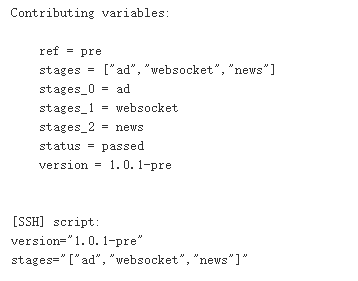 Contributing variables:
ref = pre
stages = ["ad","websocket","news"]
stages_0 = ad
stages_1 = websocket
stages_2 = news
status = passed
version = 1.0.1-pre
[SSH] script:
version="1.0.1-pre"
stages="["ad","websocket","news"]"